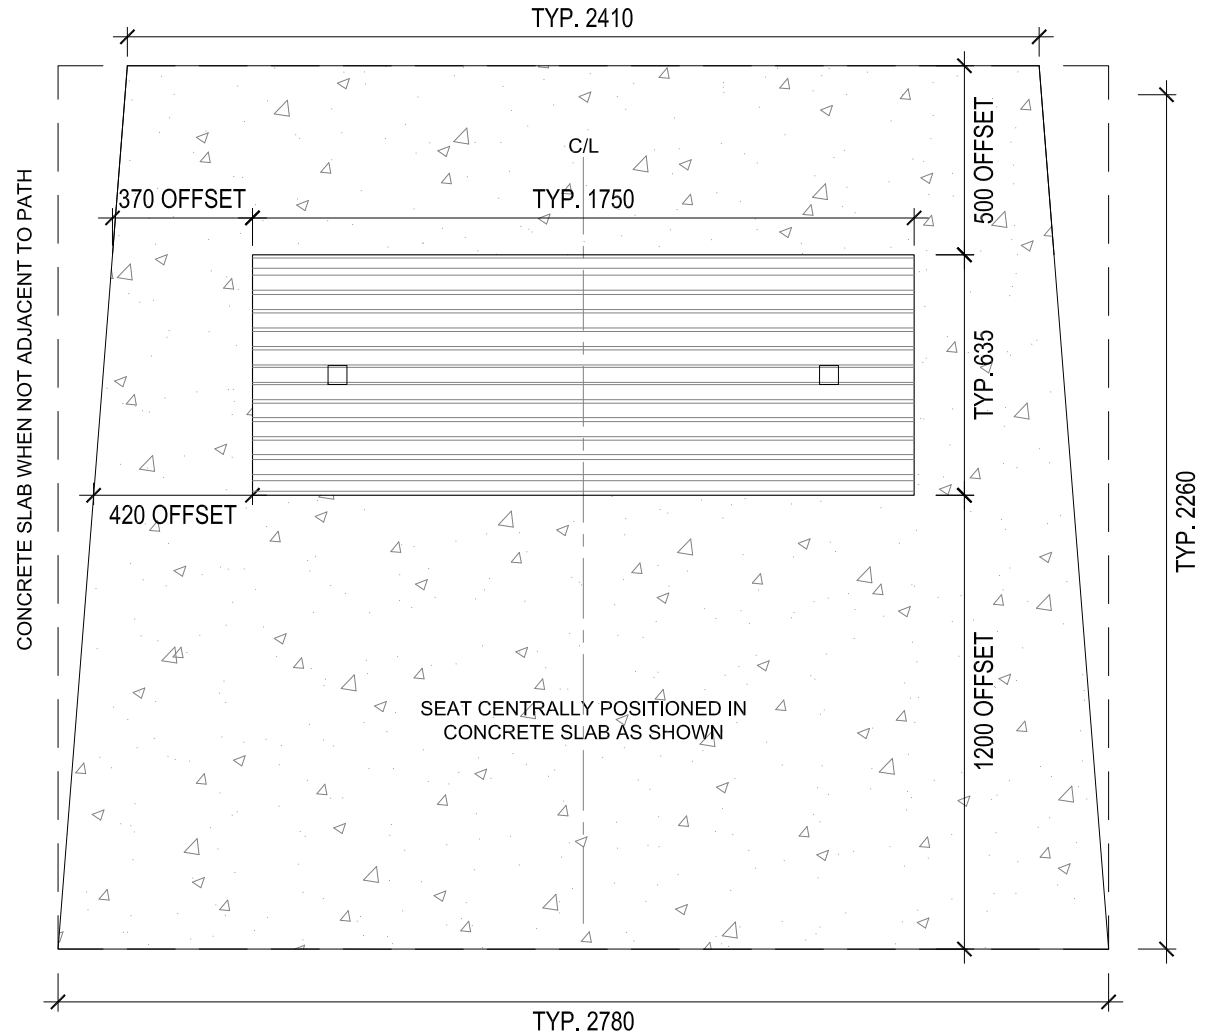 TYP. 2410
C/L
500 OFFSET
370 OFFSET
TYP. 1750
CONCRETE SLAB WHEN NOT ADJACENT TO PATH
TYP. 635
420 OFFSET
TYP. 2260
1200 OFFSET
SEAT CENTRALLY POSITIONED IN
CONCRETE SLAB AS SHOWN
TYP. 2780